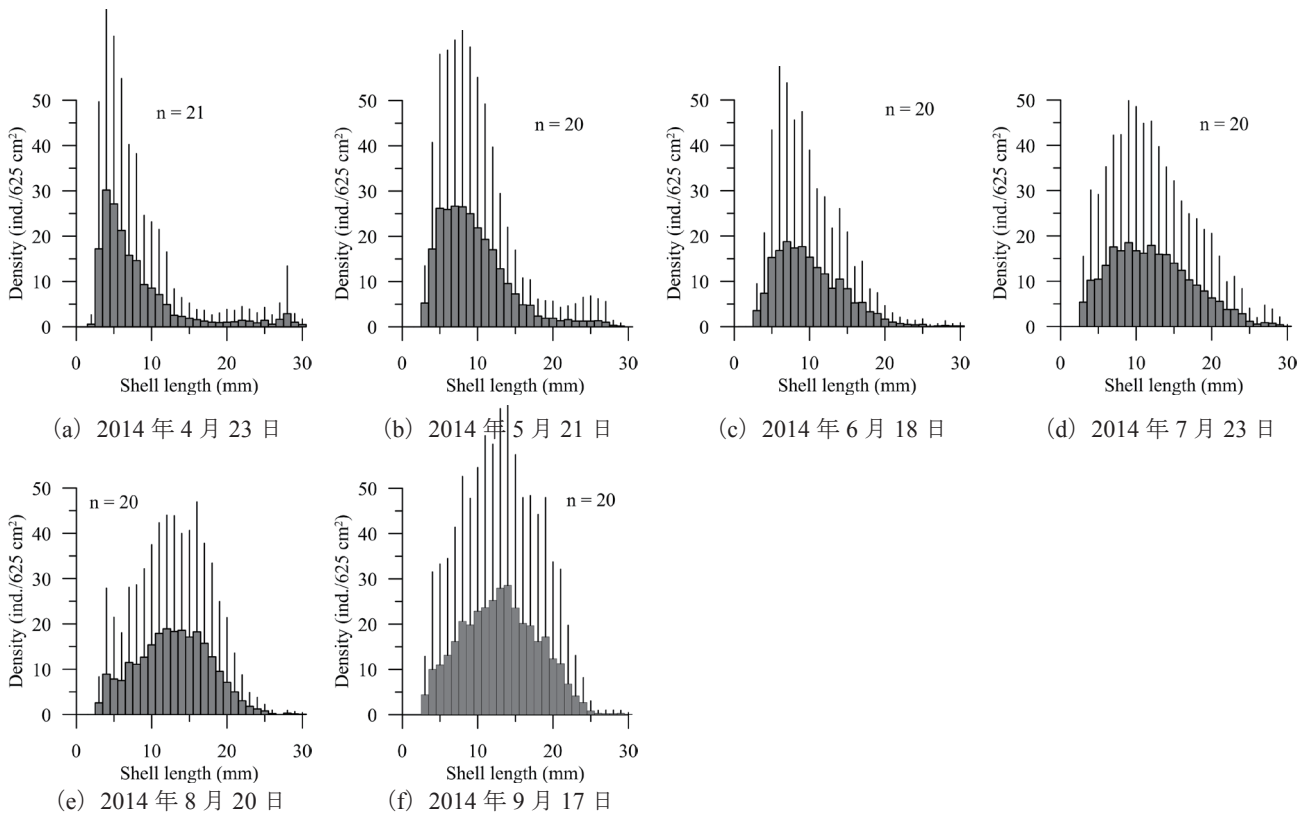 n = 21
Density (ind./625 cm²)
50
40
30
20
10
0
0 10 20 30
Shell length (mm)
(a) 2014 年 4 月 23 日
n = 20
Density (ind./625 cm²)
50
40
30
20
10
0
0 10 20 30
Shell length (mm)
(b) 2014 年 5 月 21 日
n = 20
Density (ind./625 cm²)
50
40
30
20
10
0
0 10 20 30
Shell length (mm)
(c) 2014 年 6 月 18 日
n = 20
Density (ind./625 cm²)
50
40
30
20
10
0
0 10 20 30
Shell length (mm)
(d) 2014 年 7 月 23 日
n = 20
Density (ind./625 cm²)
50
40
30
20
10
0
0 10 20 30
Shell length (mm)
(e) 2014 年 8 月 20 日
n = 20
Density (ind./625 cm²)
50
40
30
20
10
0
0 10 20 30
Shell length (mm)
(f) 2014 年 9 月 17 日